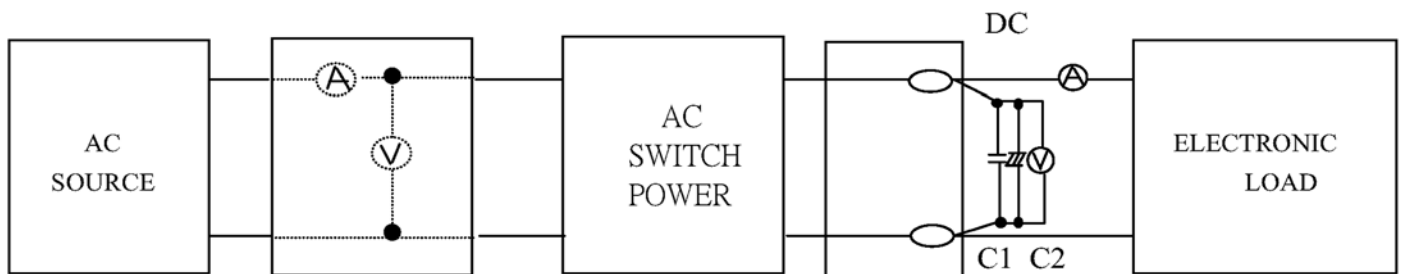 DC
AC
SOURCE
A
V
AC
SWITCH
POWER
A
V
C1 C2
ELECTRONIC
LOAD